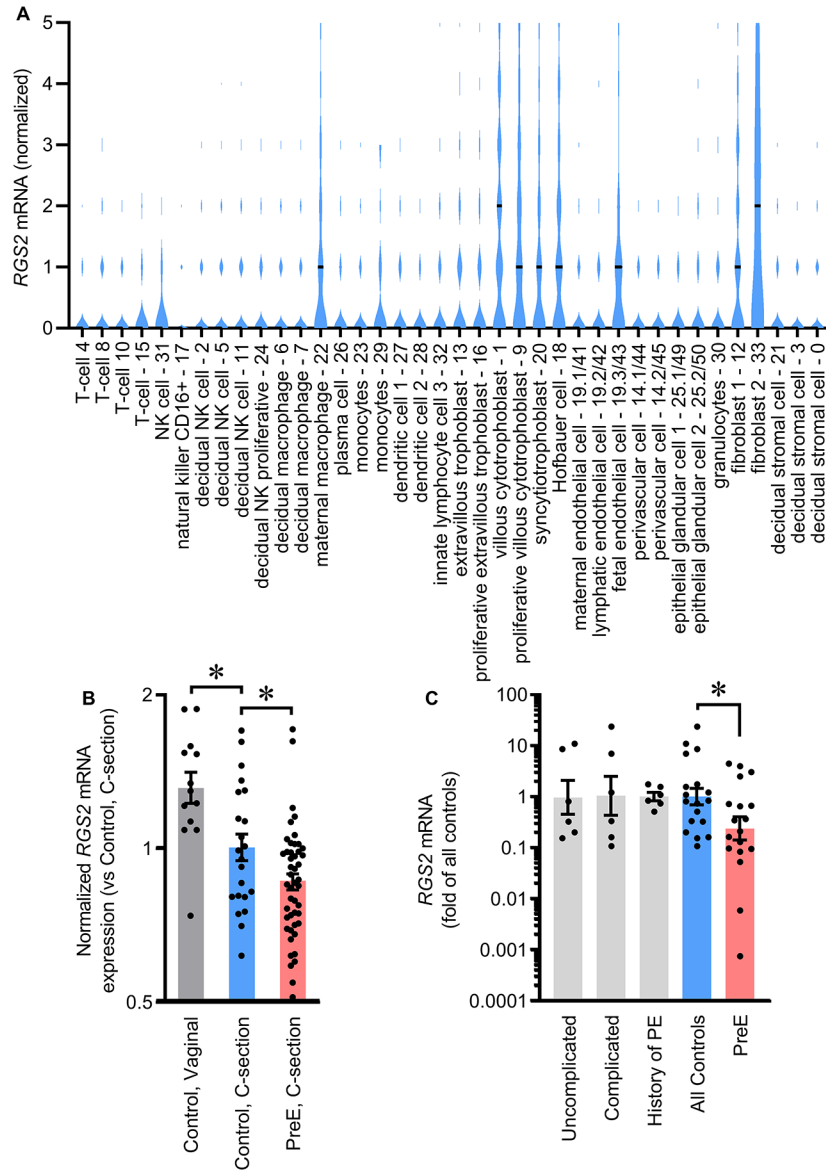 A
RGS2 mRNA (normalized)
5
4
3
2
1
0
T-cell 4
T-cell - 8
T-cell - 10
T-cell - 15
NK cell - 31
natural killer CD16+ - 17
decidual NK cell - 2
decidual NK cell - 5
decidual NK cell - 11
decidual NK proliferative - 24
decidual macrophage - 6
decidual macrophage - 7
maternal macrophage - 22
plasma cell - 26
monocytes - 23
monocytes - 29
dendritic cell 1 - 27
dendritic cell 2 - 28
innate lymphocyte cell 3 - 32
extravillous trophoblast - 13
proliferative extravillous trophoblast - 16
villous cytotrophoblast - 1
proliferative villous cytotrophoblast - 9
syncytiotrophoblast - 20
Hofbauer cell - 18
maternal endothelial cell - 19.1/41
lymphatic endothelial cell - 19.2/42
fetal endothelial cell - 19.3/43
perivascular cell - 14.1/44
perivascular cell - 14.2/45
epithelial glandular cell 1 - 25.1/49
epithelial glandular cell 2 - 25.2/50
granulocytes - 30
fibroblast 1 - 12
fibroblast 2 - 33
decidual stromal cell - 21
decidual stromal cell - 3
decidual stromal cell - 0
B
Normalized RGS2 mRNA
expression (vs Control, C-section)
2
1
0.5
*
*
Control, Vaginal
Control, C-section
PreE, C-section
C
RGS2 mRNA
(fold of all controls)
100
10
1
0.1
0.01
0.001
0.0001
*
Uncomplicated
Complicated
History of PE
All Controls
PreE